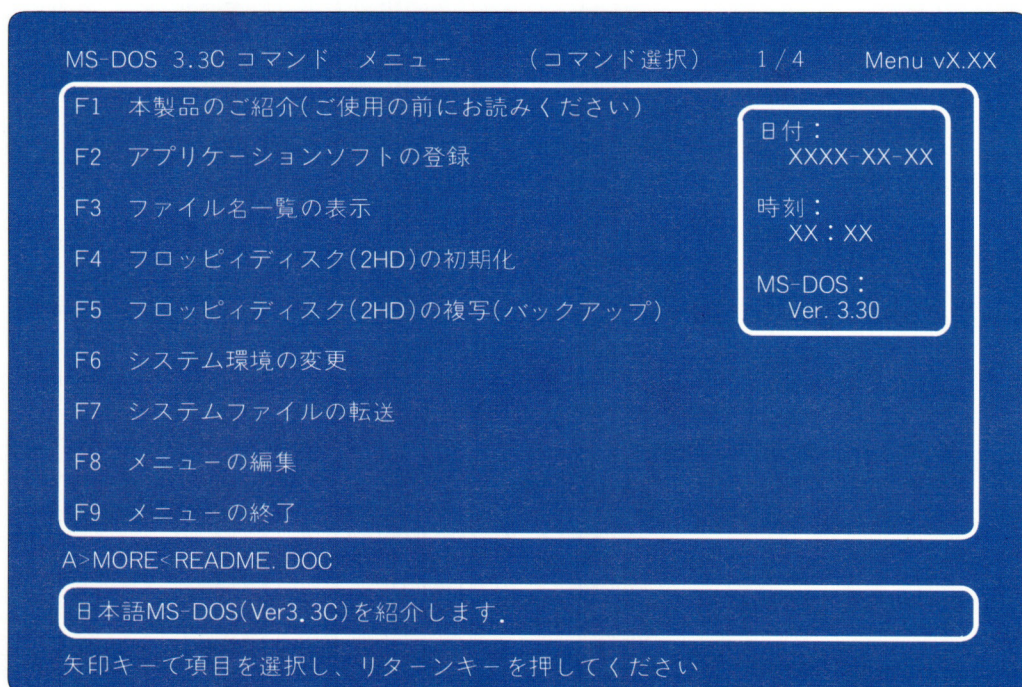 MS-DOS 3.3C コマンド メニュー (コマンド選択) 1/4 Menu vX.XX
F1 本製品のご紹介(ご使用の前にお読みください)
F2 アプリケーションソフトの登録
F3 ファイル名一覧の表示
F4 フロッピィディスク(2HD)の初期化
F5 フロッピィディスク(2HD)の複写(バックアップ)
F6 システム環境の変更
F7 システムファイルの転送
F8 メニューの編集
F9 メニューの終了
日付:
XXXX-XX-XX
時刻:
XX:XX
MS-DOS:
Ver. 3.30
A>MORE<README. DOC
日本語MS-DOS(Ver3.3C)を紹介します.
矢印キーで項目を選択し、リターンキーを押してください